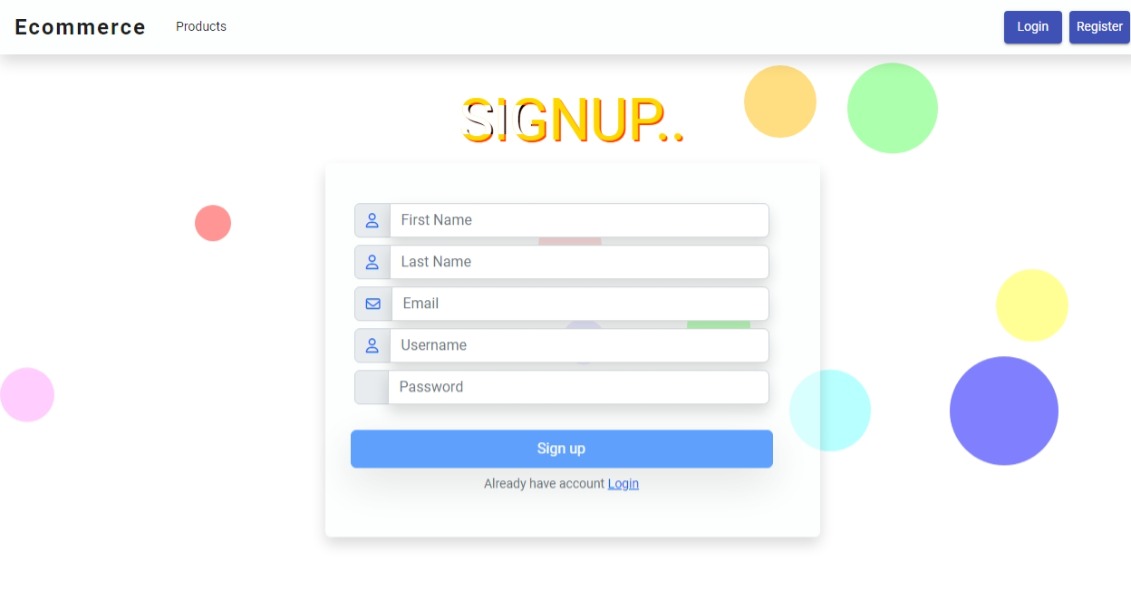 Ecommerce Products Login Register
SIGNUP..
First Name
Last Name
Email
Username
Password
Sign up
Already have account Login